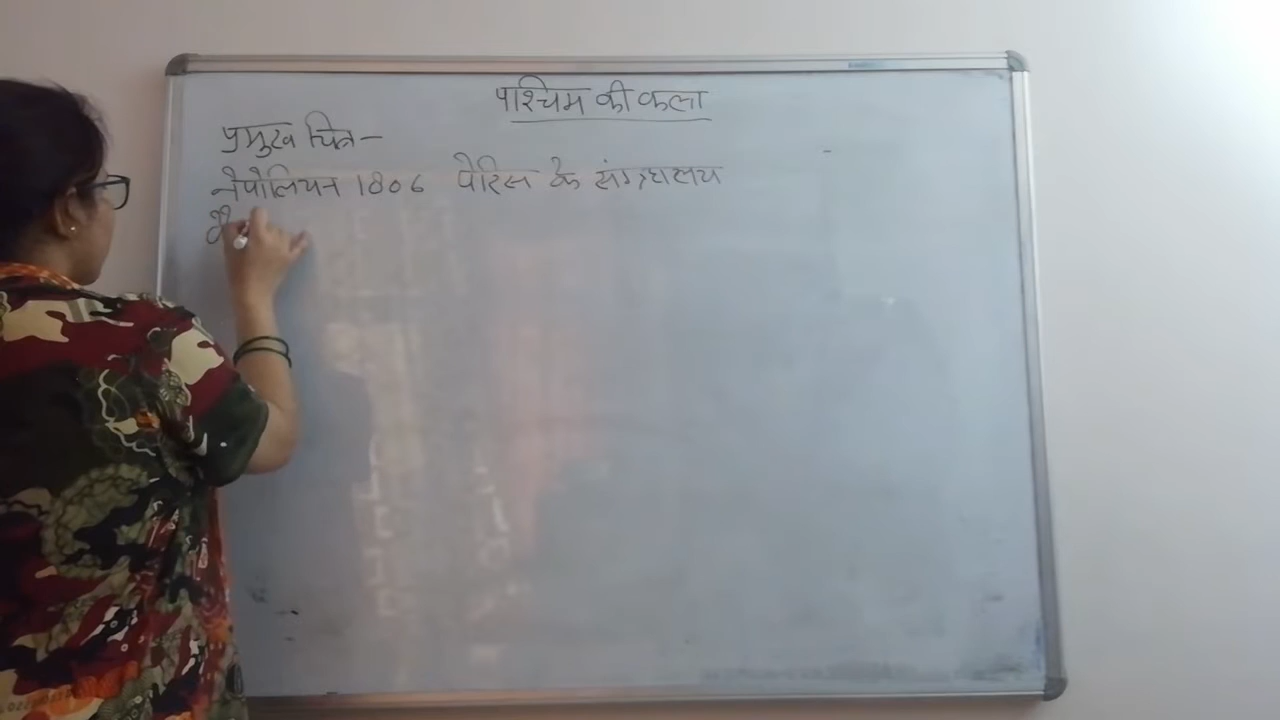 पश्चिम की कला
प्रमुख चित्र-
नेपोलियन 1806 पेरिस के संग्रहालय